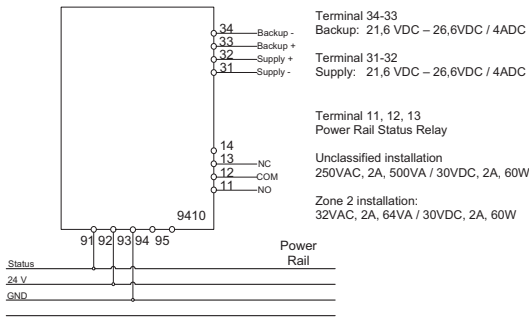 34
Backup -
33
Backup +
32
Supply +
31
Supply -
14
13
NC
12
COM
11
NO
9410
91 92 93 94 95
Power
Rail
Status
24 V
GND
Terminal 34-33
Backup: 21,6 VDC – 26,6VDC / 4ADC
Terminal 31-32
Supply: 21,6 VDC – 26,6VDC / 4ADC
Terminal 11, 12, 13
Power Rail Status Relay
Unclassified installation
250VAC, 2A, 500VA / 30VDC, 2A, 60W
Zone 2 installation:
32VAC, 2A, 64VA / 30VDC, 2A, 60W